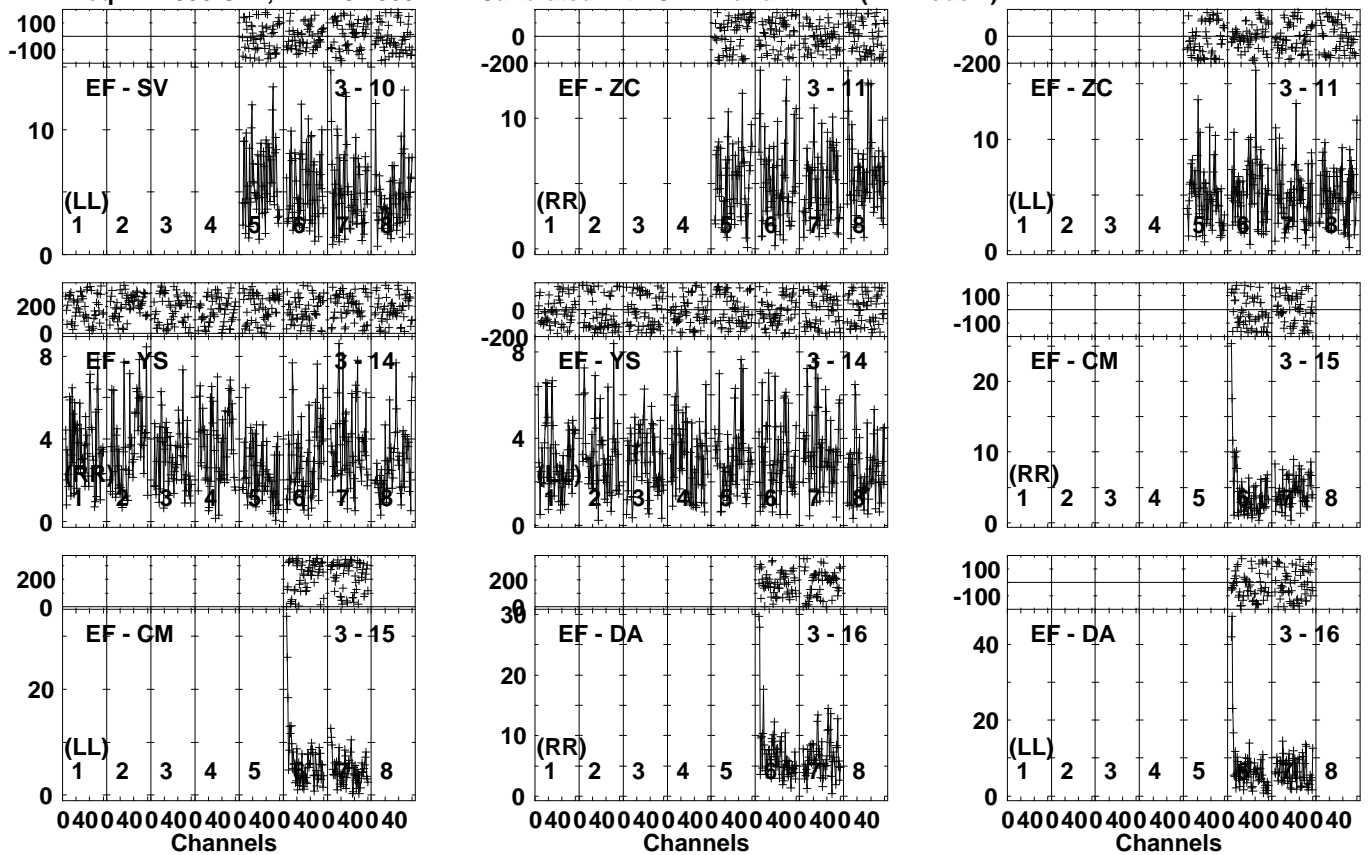 100 0 0
-100 -200 -200
EF - SV 3 - 10 EF - ZC 3 - 11 EF - ZC 3 - 11
10 10 10
(LL) (RR) (LL)
1 2 3 4 5 6 7 8 1 2 3 4 5 6 7 8 1 2 3 4 5 6 7 8
0 0 0
200 0 100
0 -200 -100
EF - YS 3 - 14 EF - YS 3 - 14 EF - CM 3 - 15
8 8 20
4 4 10
(RR) (LL) (RR)
1 2 3 4 5 6 7 8 1 2 3 4 5 6 7 8 1 2 3 4 5 6 7 8
0 0 0
200 200 100
0 0 -100
30
EF - CM 3 - 15 EF - DA 3 - 16 EF - DA 3 - 16
20 20 40
10 20
(LL) (RR) (LL)
1 2 3 4 5 6 7 8 1 2 3 4 5 6 7 8 1 2 3 4 5 6 7 8
0 0 0
0 40 0 40 0 40 0 40 0 40 0 40 0 40 0 40 0 40 0 40 0 40 0 40 0 40 0 40 0 40 0 40 0 40 0 40 0 40 0 40 0 40 0 40 0 40 0 40
Channels Channels Channels